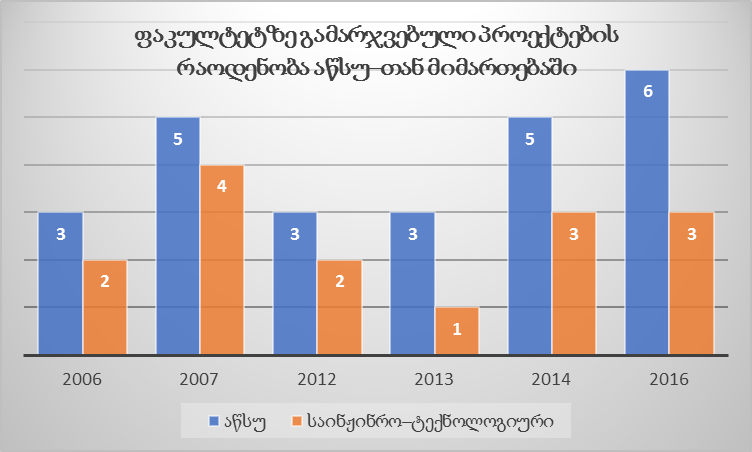 ფაკულტეტზე გამარჯვებული პროექტების
რაოდენობა აწსუ–თან მიმართებაში
3 2 5 4 3 2 3 1 5 3 6 3
2006 2007 2012 2013 2014 2016
აწსუ საინჟინრო–ტექნოლოგიური